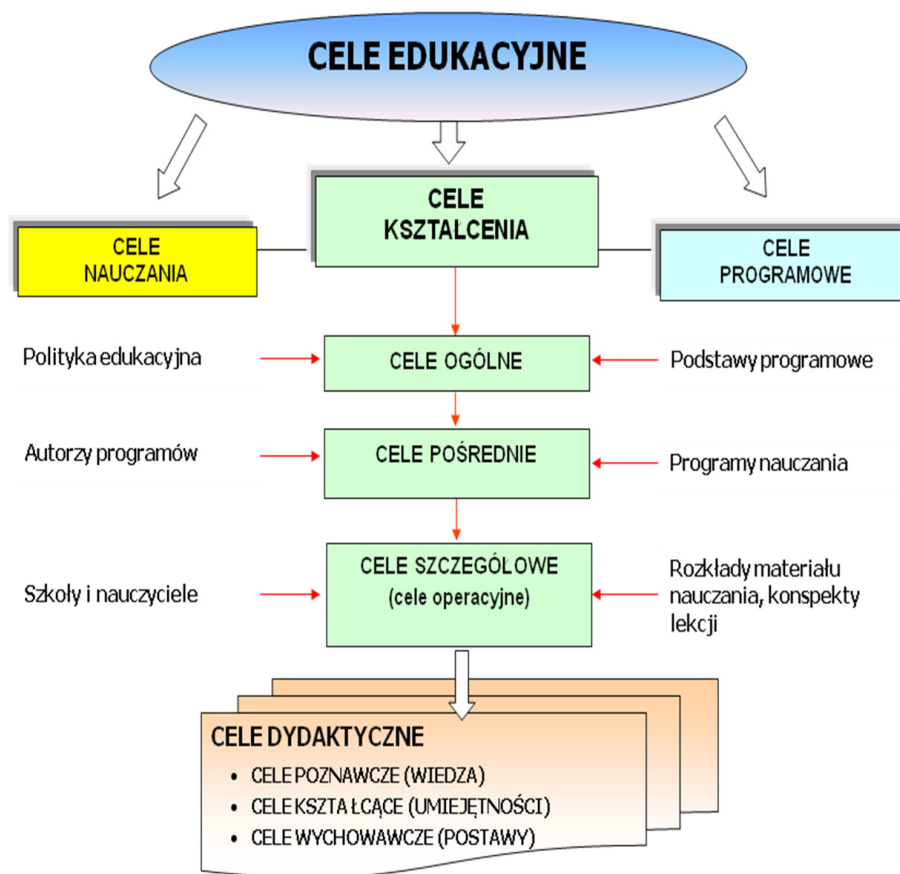 CELE EDUKACYJNE
CELE
NAUCZANIA
CELE
KSZTAŁCENIA
CELE
PROGRAMOWE
Polityka edukacyjna
CELE OGÓLNE
Podstawy programowe
Autorzy programów
CELE POŚREDNIE
Programy nauczania
Szkoły i nauczyciele
CELE SZCZEGÓŁOWE
(cele operacyjne)
Rozkłady materiału
nauczania, konspekty
lekcji
CELE DYDAKTYCZNE
• CELE POZNAWCZE (WIEDZA)
• CELE KSZTAŁCĄCE (UMIEJĘTNOŚCI)
• CELE WYCHOWAWCZE (POSTAWY)